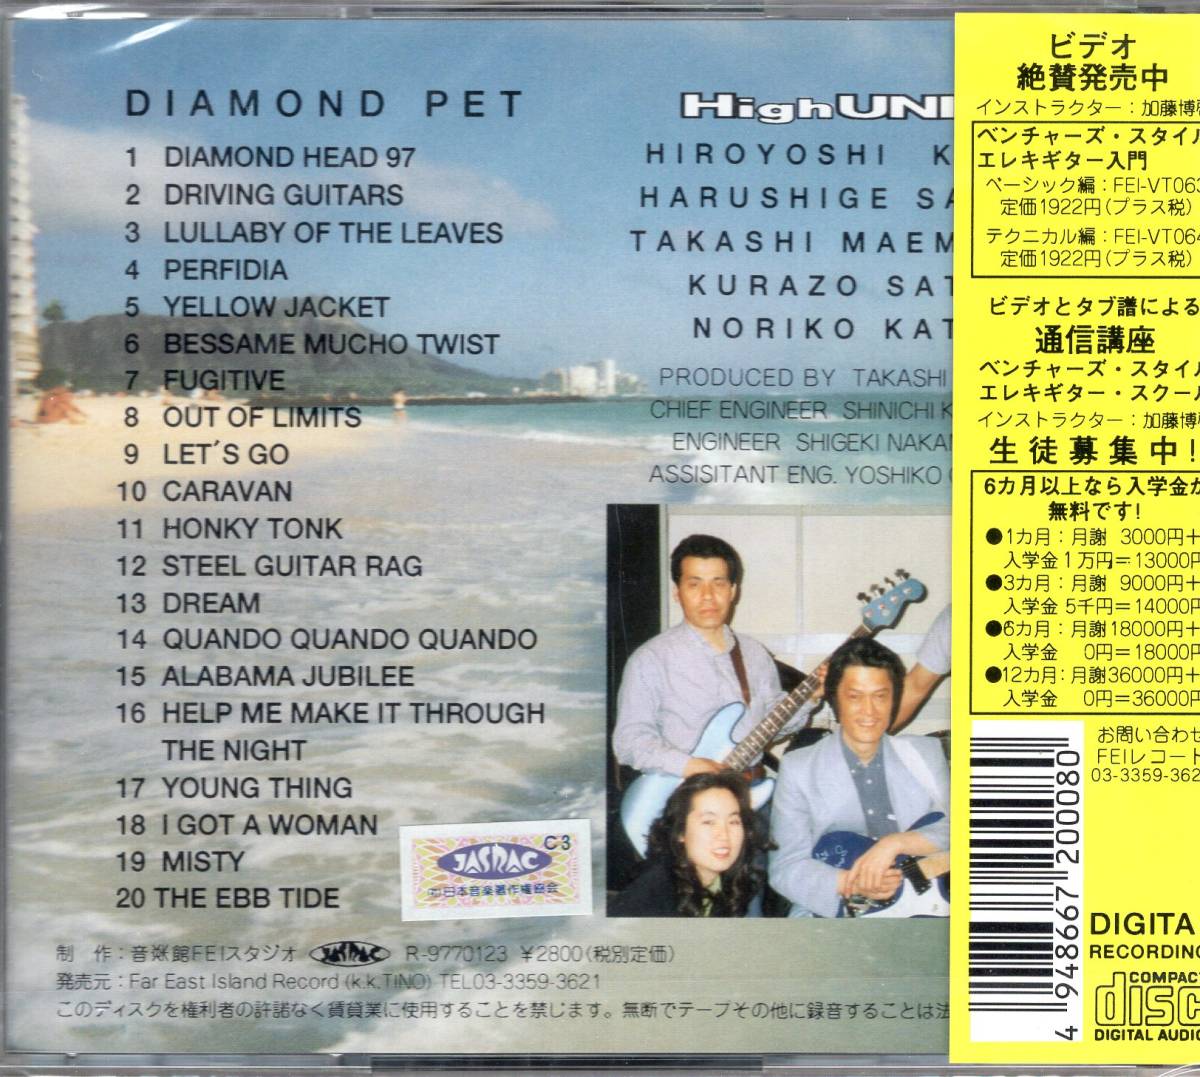 DIAMOND PET
1 DIAMOND HEAD 97
2 DRIVING GUITARS
3 LULLABY OF THE LEAVES
4 PERFIDIA
5 YELLOW JACKET
6 BESSAME MUCHO TWIST
7 FUGITIVE
8 OUT OF LIMITS
9 LET'S GO
10 CARAVAN
11 HONKY TONK
12 STEEL GUITAR RAG
13 DREAM
14 QUANDO QUANDO QUANDO
15 ALABAMA JUBILEE
16 HELP ME MAKE IT THROUGH
THE NIGHT
17 YOUNG THING
18 I GOT A WOMAN
19 MISTY
20 THE EBB TIDE
High UNI
HIROYOSHI K
HARUSHIGE SA
TAKASHI MAEM
KURAZO SAT
NORIKO KAT
PRODUCED BY TAKASHI
CHIEF ENGINEER SHINICHI K
ENGINEER SHIGEKI NAKA
ASSISITANT ENG. YOSHIKO
C3
JASRAC
(社)日本音楽著作権協会
制 作：音楽館FEIスタジオ JASRAC R-9770123 ¥2800(税別定価)
発売元：Far East Island Record (k.k.TINO) TEL03-3359-3621
このディスクを権利者の許諾なく賃貸業に使用することを禁じます。無断でテープその他に録音することは法
ビデオ
絶賛発売中
インストラクター：加藤博
ベンチャーズ・スタイル
エレキギター入門
ベーシック編：FEI-VT063
定価1922円(プラス税)
テクニカル編：FEI-VT064
定価1922円(プラス税)
ビデオとタブ譜による
通信講座
ベンチャーズ・スタイル
エレキギター・スクール
インストラクター：加藤博
生徒募集中！
6カ月以上なら入学金が
無料です!
●1カ月：月謝 3000円＋
入学金1万円＝13000円
●3カ月：月謝 9000円＋
入学金 5千円＝14000円
●6カ月：月謝18000円＋
入学金 0円＝18000円
●12カ月：月謝36000円＋
入学金 0円＝36000円
お問い合わせ
FEIレコード
03-3359-362
4 948667 200080
DIGITA
RECORDING
COMPACT
disc
DIGITAL AUDIO